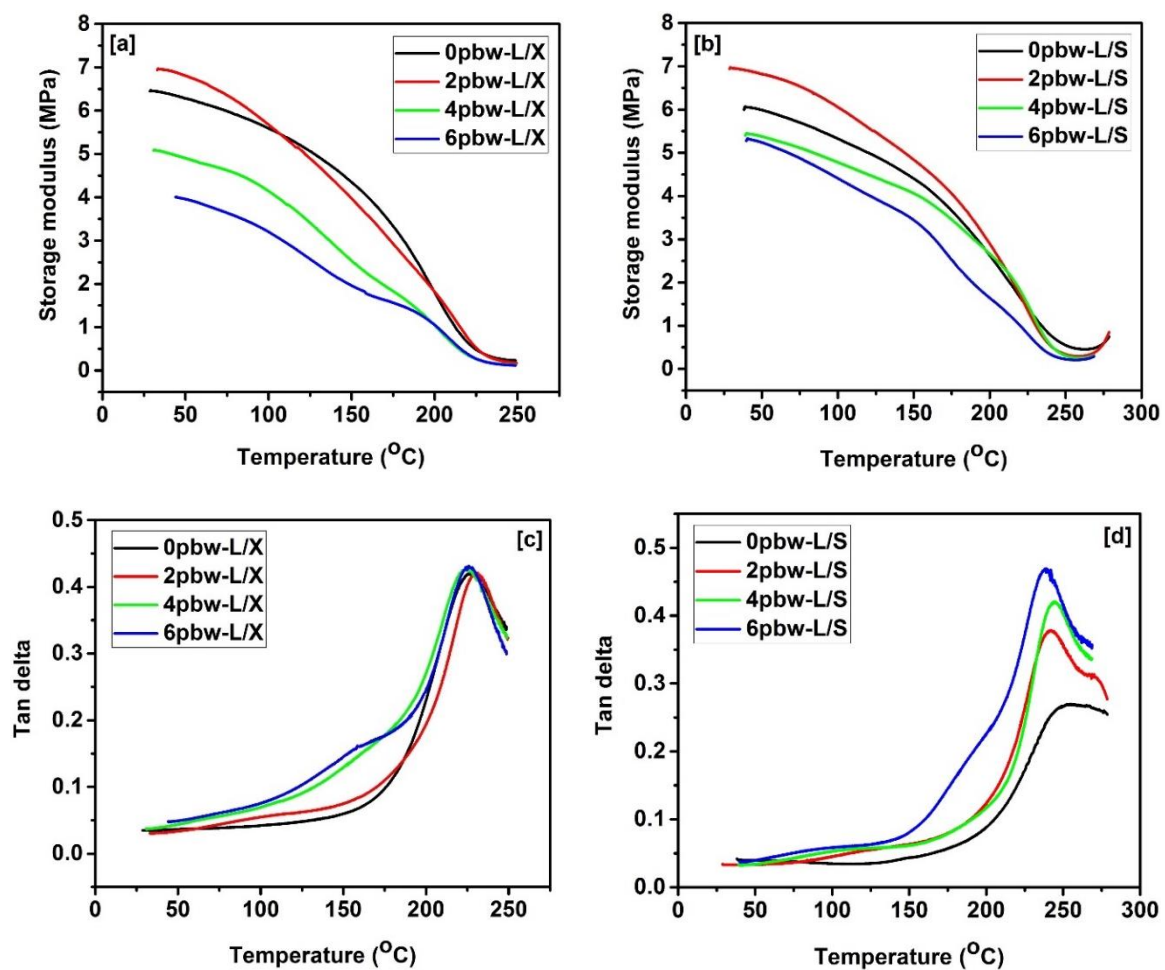 [a]
0pbw-L/X
2pbw-L/X
4pbw-L/X
6pbw-L/X
8
7
6
5
4
3
2
1
0
Storage modulus (MPa)
0 50 100 150 200 250
Temperature (°C)
[b]
0pbw-L/S
2pbw-L/S
4pbw-L/S
6pbw-L/S
8
7
6
5
4
3
2
1
0
Storage modulus (MPa)
0 50 100 150 200 250 300
Temperature (°C)
[c]
0pbw-L/X
2pbw-L/X
4pbw-L/X
6pbw-L/X
0.5
0.4
0.3
0.2
0.1
0.0
Tan delta
0 50 100 150 200 250
Temperature (°C)
[d]
0pbw-L/S
2pbw-L/S
4pbw-L/S
6pbw-L/S
0.5
0.4
0.3
0.2
0.1
0.0
Tan delta
0 50 100 150 200 250 300
Temperature (°C)